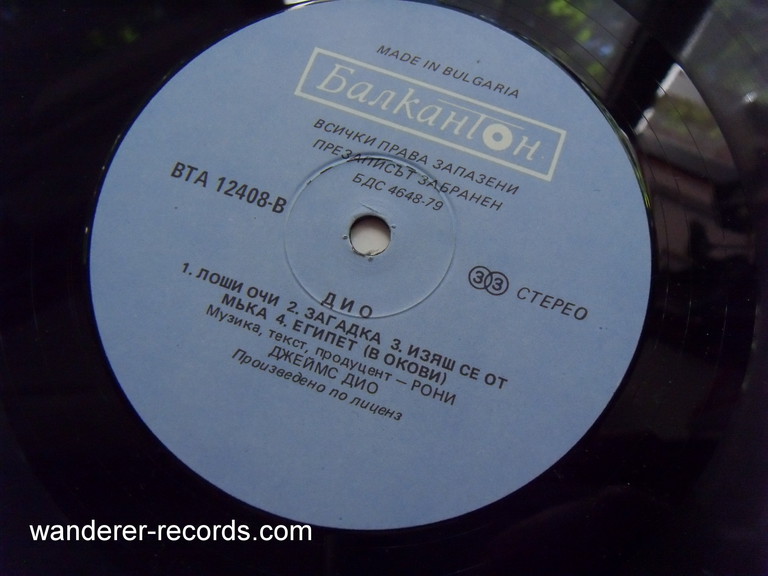 MADE IN BULGARIA
Балкантон
ВСИЧКИ ПРАВА ЗАПАЗЕНИ
ПРЕЗАПИСЪТ ЗАБРАНЕН
БДС 4648-79
ВТА 12408-В
33 СТЕРЕО
ДИО
1. ЛОШИ ОЧИ 2. ЗАГАДКА 3. ИЗЯШ СЕ ОТ
МЬКА 4. ЕГИПЕТ (В ОКОВИ)
Музика, текст, продуцент — РОНИ
ДЖЕЙМС ДИО
Произведено по лиценз
wanderer-records.com